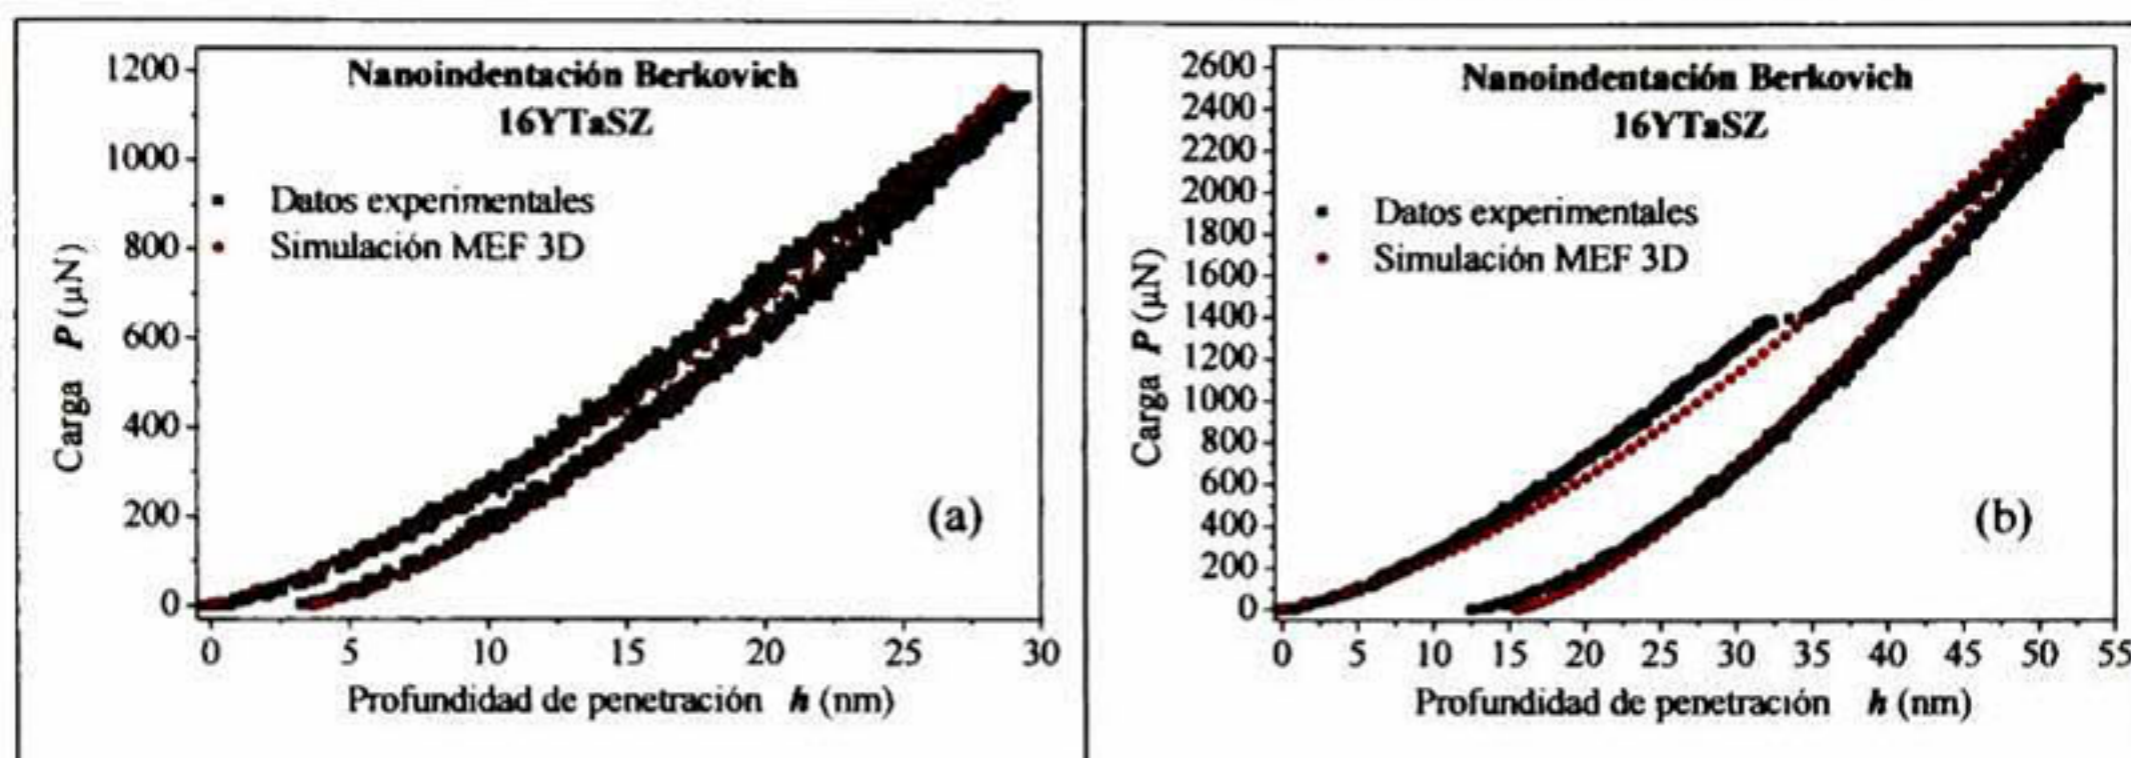 Nanoindentación Berkovich
16YTaSZ
Datos experimentales
Simulación MEF 3D
Carga P (μN)
1200
1000
800
600
400
200
0
(a)
0 5 10 15 20 25 30
Profundidad de penetración h (nm)
Nanoindentación Berkovich
16YTaSZ
Datos experimentales
Simulación MEF 3D
Carga P (μN)
2600
2400
2200
2000
1800
1600
1400
1200
1000
800
600
400
200
0
(b)
0 5 10 15 20 25 30 35 40 45 50 55
Profundidad de penetración h (nm)